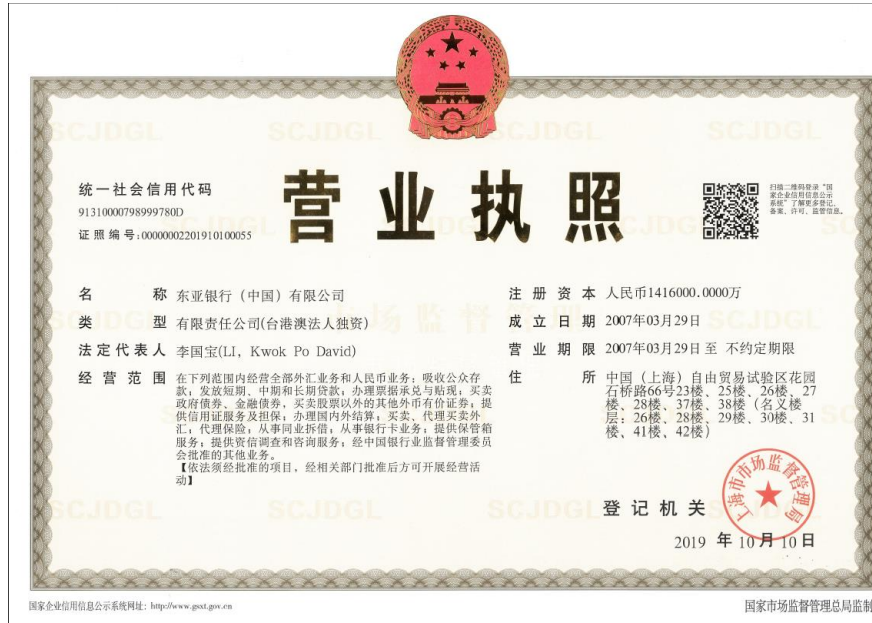 统一社会信用代码
91310000798999780D
证照编号:00000002201910100055
营业执照
扫描二维码登录“国
家企业信用信息公示
系统”了解更多登记、
备案、许可、监管信息。
名称 东亚银行（中国）有限公司
类型 有限责任公司(台港澳法人独资)
法定代表人 李国宝(LI, Kwok Po David)
经营范围 在下列范围内经营全部外汇业务和人民币业务：吸收公众存
款；发放短期、中期和长期贷款；办理票据承兑与贴现；买卖
政府债券、金融债券，买卖股票以外的其他外币有价证券；提
供信用证服务及担保；办理国内外结算；买卖、代理买卖外
汇；代理保险；从事同业拆借；从事银行卡业务；提供保管箱
服务；提供资信调查和咨询服务；经中国银行业监督管理委员
会批准的其他业务。
【依法须经批准的项目，经相关部门批准后方可开展经营活
动】
注册资本 人民币1416000.0000万
成立日期 2007年03月29日
营业期限 2007年03月29日 至 不约定期限
住所 中国（上海）自由贸易试验区花园
石桥路66号23楼、25楼、26楼、27
楼、28楼、37楼、38楼（名义楼
层：26楼、28楼、29楼、30楼、31
楼、41楼、42楼）
登记机关
上海市市场监督管理局
2019 年 10 月 10 日
国家企业信用信息公示系统网址：http://www.gsxt.gov.cn
国家市场监督管理总局监制
SCJDGL
市场监督管理